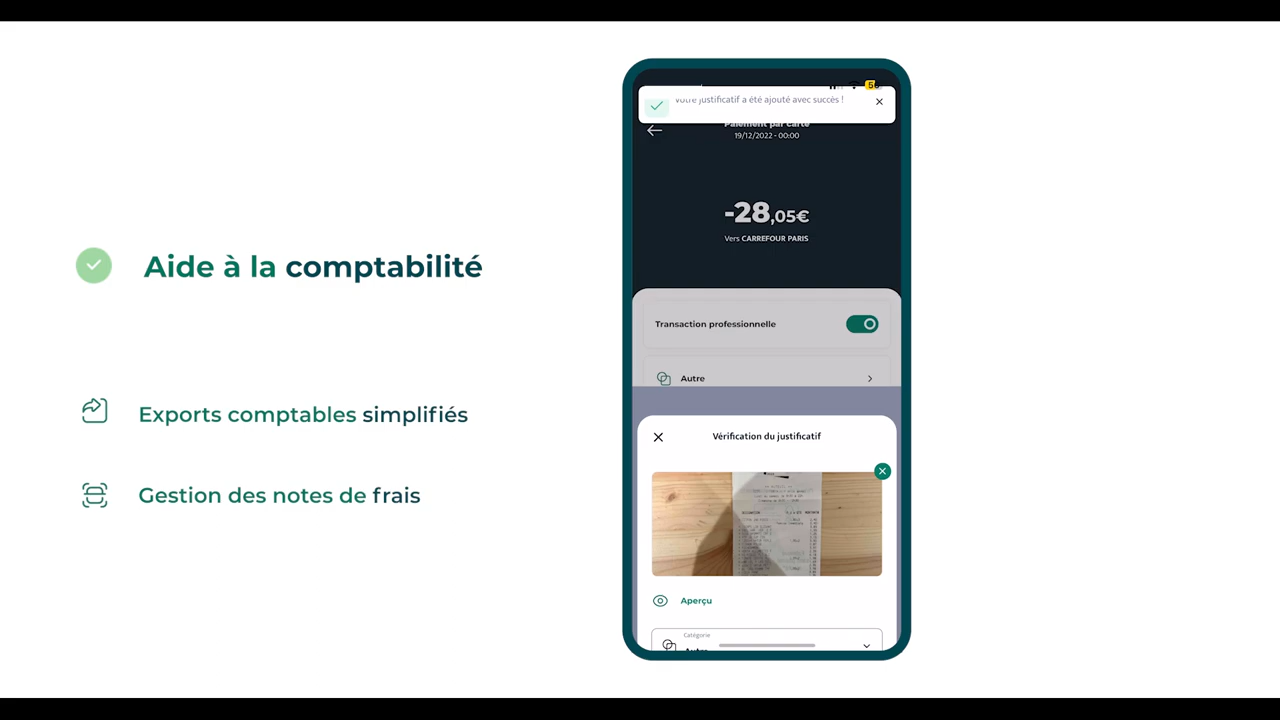 Aide à la comptabilité
Exports comptables simplifiés
Gestion des notes de frais
Votre justificatif a été ajouté avec succès !
Paiement par carte
19/12/2022 - 00:00
-28,05€
Vers CARREFOUR PARIS
Transaction professionnelle
Autre
Vérification du justificatif
Aperçu
Catégorie
Autre